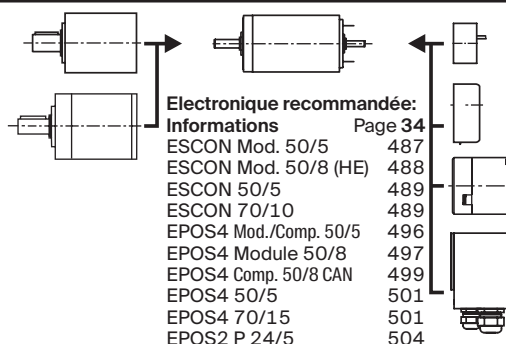 Electronique recommandée:
Informations Page 34
ESCON Mod. 50/5 487
ESCON Mod. 50/8 (HE) 488
ESCON 50/5 489
ESCON 70/10 489
EPOS4 Mod./Comp. 50/5 496
EPOS4 Module 50/8 497
EPOS4 Comp. 50/8 CAN 499
EPOS4 50/5 501
EPOS4 70/15 501
EPOS2 P 24/5 504